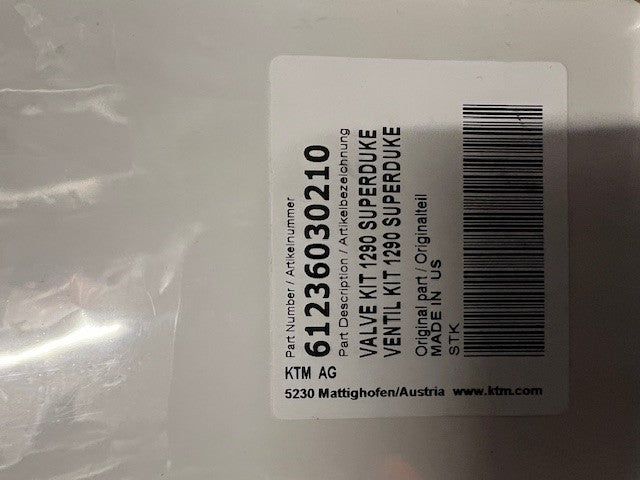 Part Number / Artikelnummer
61236030210
Part Description / Artikelbezeichnung
VALVE KIT 1290 SUPERDUKE
VENTIL KIT 1290 SUPERDUKE
Original part / Originalteil
MADE IN US
STK
KTM AG
5230 Mattighofen/Austria www.ktm.com